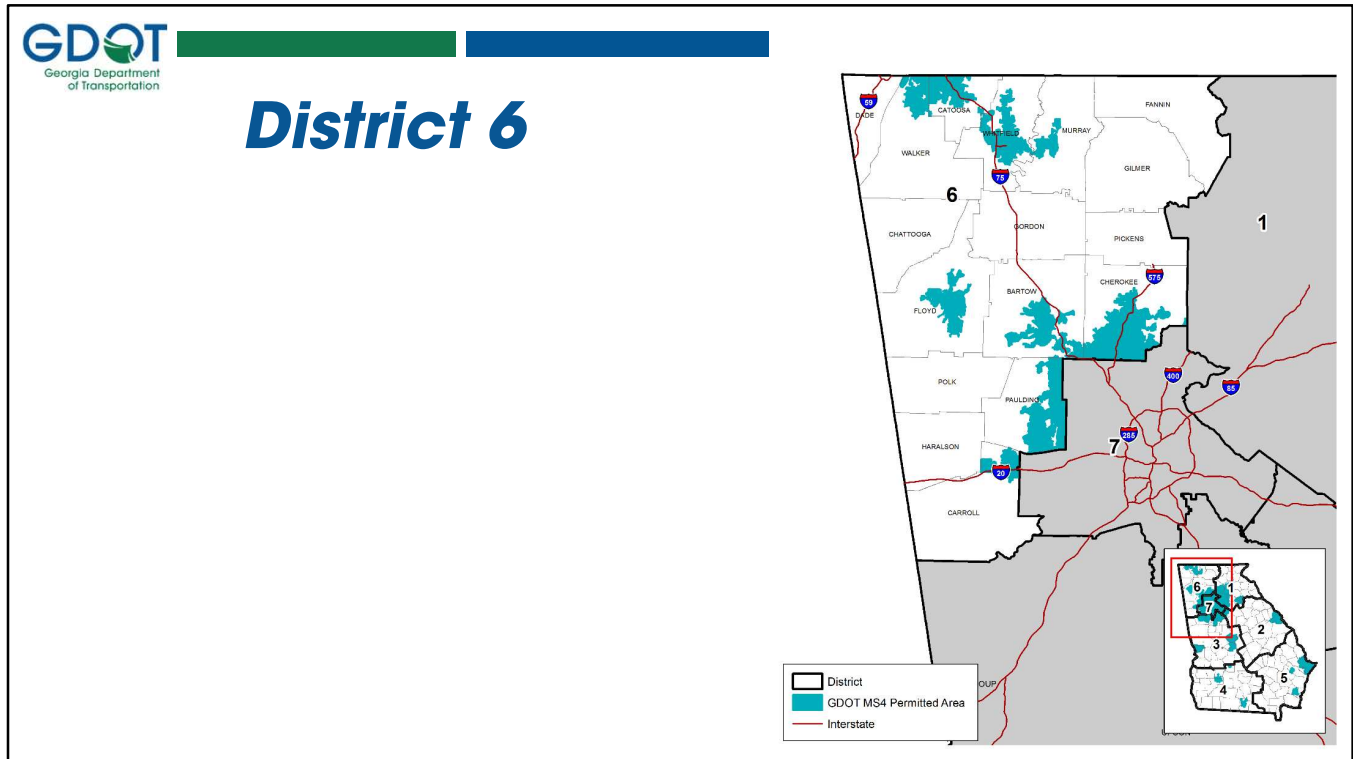 GDOT
Georgia Department
of Transportation
District 6
59
DADE
CATOOSA
FANNIN
WHITFIELD
MURRAY
WALKER
GILMER
75
6
1
CHATTOOGA
GORDON
PICKENS
575
CHEROKEE
BARTOW
FLOYD
400
POLK
85
PAULDING
285
7
HARALSON
20
CARROLL
6
1
7
2
3
5
4
District
GDOT MS4 Permitted Area
Interstate
OUP